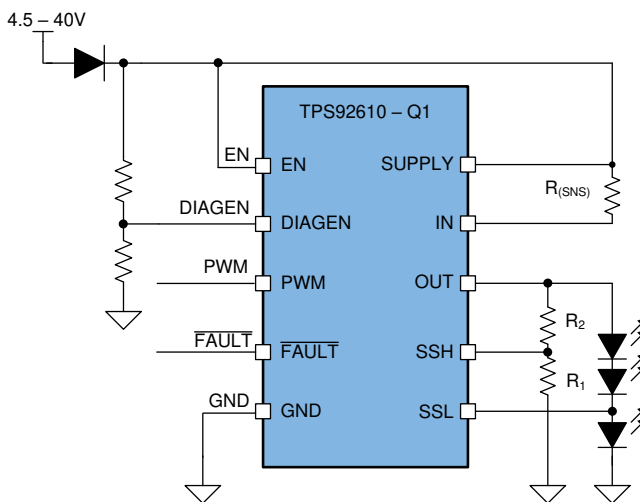 4.5 – 40V
TPS92610 – Q1
EN
EN
SUPPLY
R(SNS)
DIAGEN
DIAGEN
IN
PWM
PWM
OUT
R2
FAULT
FAULT
SSH
R1
GND
GND
SSL